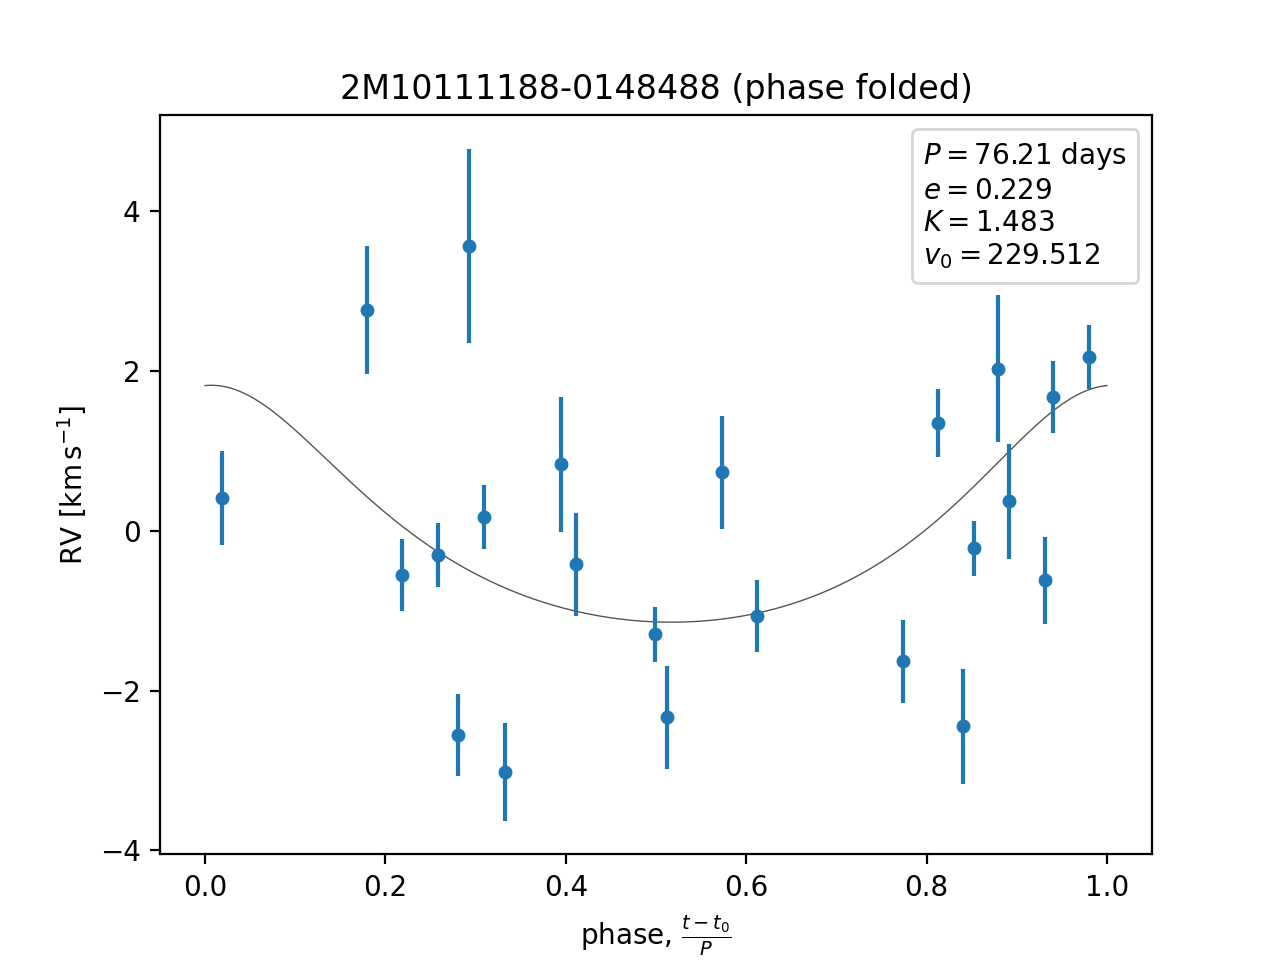 2M10111188-0148488 (phase folded)
P = 76.21 days
e = 0.229
K = 1.483
v₀ = 229.512
RV [km s⁻¹]
4
2
0
−2
−4
0.0 0.2 0.4 0.6 0.8 1.0
phase, (t − t₀)/P